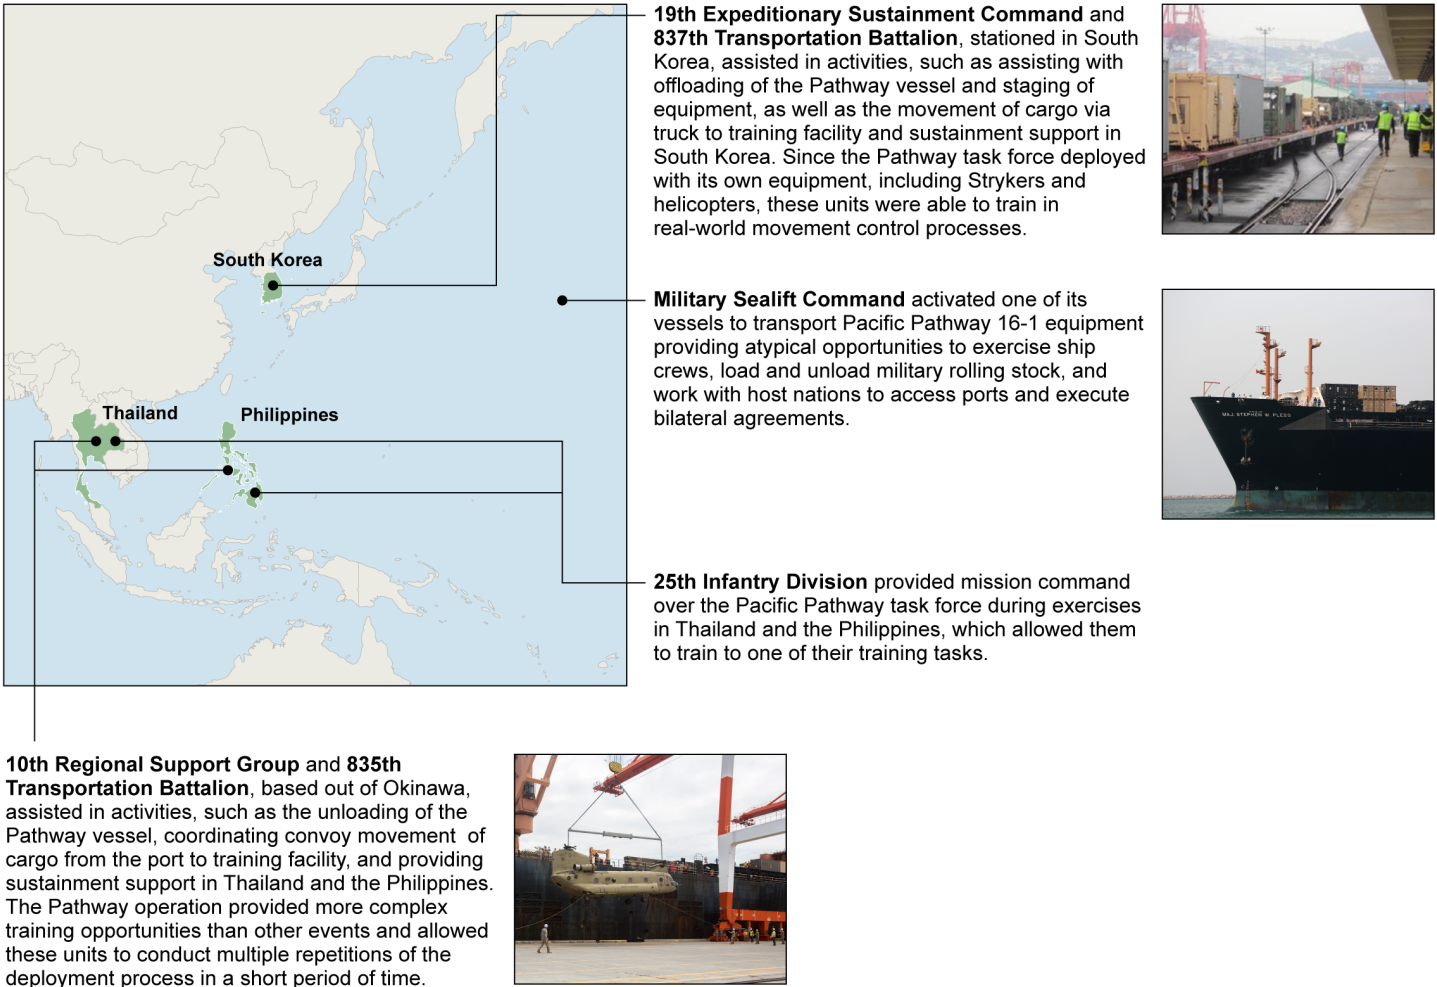 19th Expeditionary Sustainment Command and
837th Transportation Battalion, stationed in South
Korea, assisted in activities, such as assisting with
offloading of the Pathway vessel and staging of
equipment, as well as the movement of cargo via
truck to training facility and sustainment support in
South Korea. Since the Pathway task force deployed
with its own equipment, including Strykers and
helicopters, these units were able to train in
real-world movement control processes.
South Korea
Military Sealift Command activated one of its
vessels to transport Pacific Pathway 16-1 equipment
providing atypical opportunities to exercise ship
crews, load and unload military rolling stock, and
work with host nations to access ports and execute
bilateral agreements.
MAJ. STEPHEN W. PLESS
Thailand
Philippines
25th Infantry Division provided mission command
over the Pacific Pathway task force during exercises
in Thailand and the Philippines, which allowed them
to train to one of their training tasks.
10th Regional Support Group and 835th
Transportation Battalion, based out of Okinawa,
assisted in activities, such as the unloading of the
Pathway vessel, coordinating convoy movement of
cargo from the port to training facility, and providing
sustainment support in Thailand and the Philippines.
The Pathway operation provided more complex
training opportunities than other events and allowed
these units to conduct multiple repetitions of the
deployment process in a short period of time.